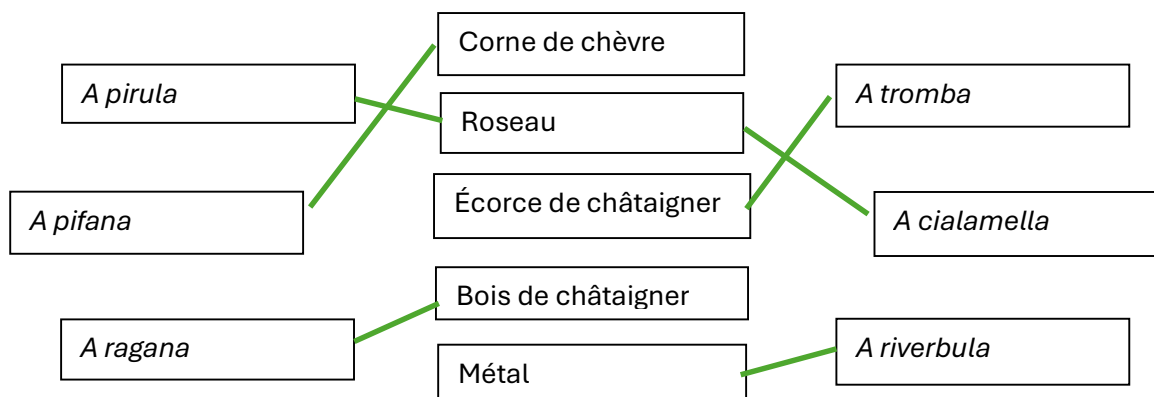 Corne de chèvre
A pirula
A tromba
Roseau
Écorce de châtaigner
A pifana
A cialamella
Bois de châtaigner
A ragana
A riverbula
Métal